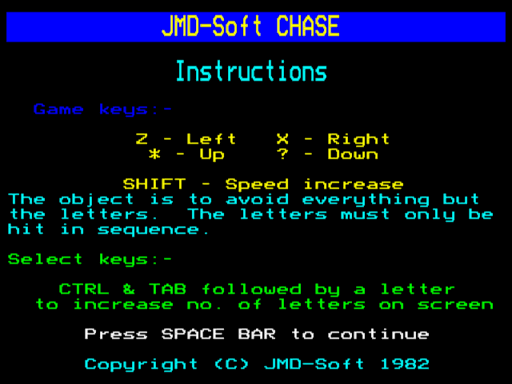 JMD-Soft CHASE
Instructions
Game keys:-
Z - Left X - Right
* - Up ? - Down
SHIFT - Speed increase
The object is to avoid everything but
the letters. The letters must only be
hit in sequence.
Select keys:-
CTRL & TAB followed by a letter
to increase no. of letters on screen
Press SPACE BAR to continue
Copyright (C) JMD-Soft 1982